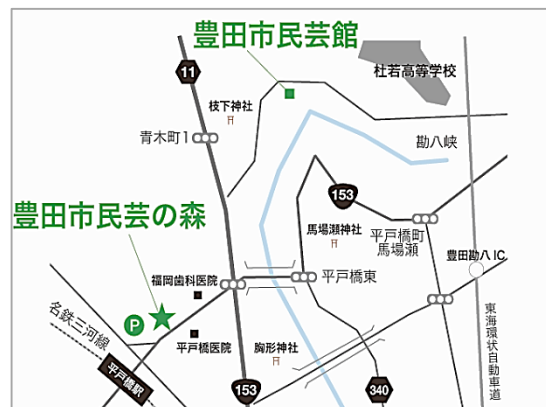 豊田市民芸館
11
杜若高等学校
枝下神社
青木町1
勘八峡
153
豊田市民芸の森
馬場瀬神社
平戸橋町
馬場瀬
豊田勘八IC
福岡歯科医院
平戸橋東
P
名鉄三河線
平戸橋医院
胸形神社
東海環状自動車道
平戸橋駅
153
340